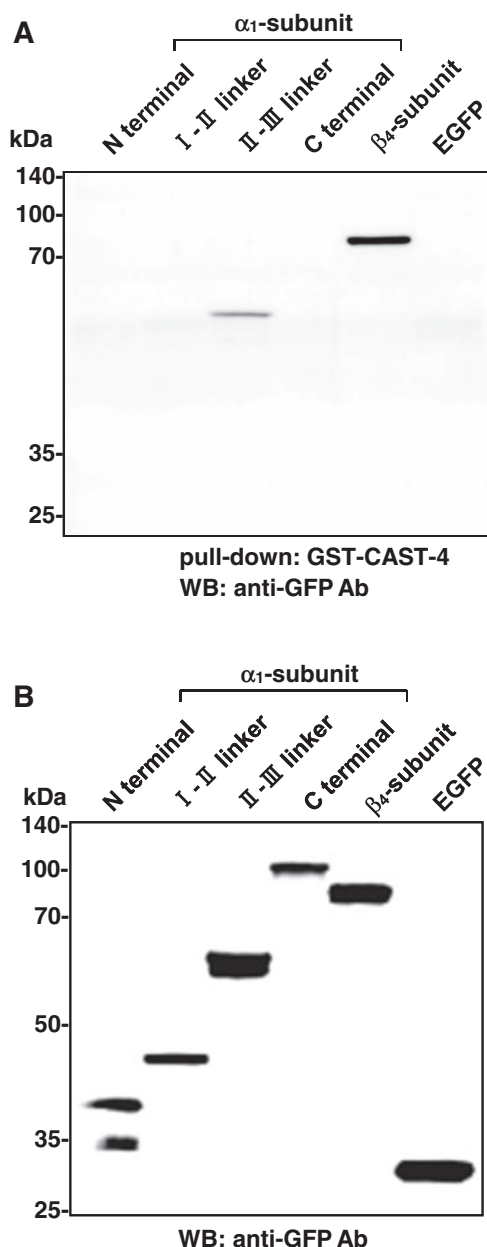 A
α1-subunit
N terminal
I - II linker
II-III linker
C terminal
β4-subunit
EGFP
kDa
140-
100-
70-
35-
25-
pull-down: GST-CAST-4
WB: anti-GFP Ab
B
α1-subunit
N terminal
I - II linker
II-III linker
C terminal
β4-subunit
EGFP
kDa
140-
100-
70-
50-
35-
25-
WB: anti-GFP Ab